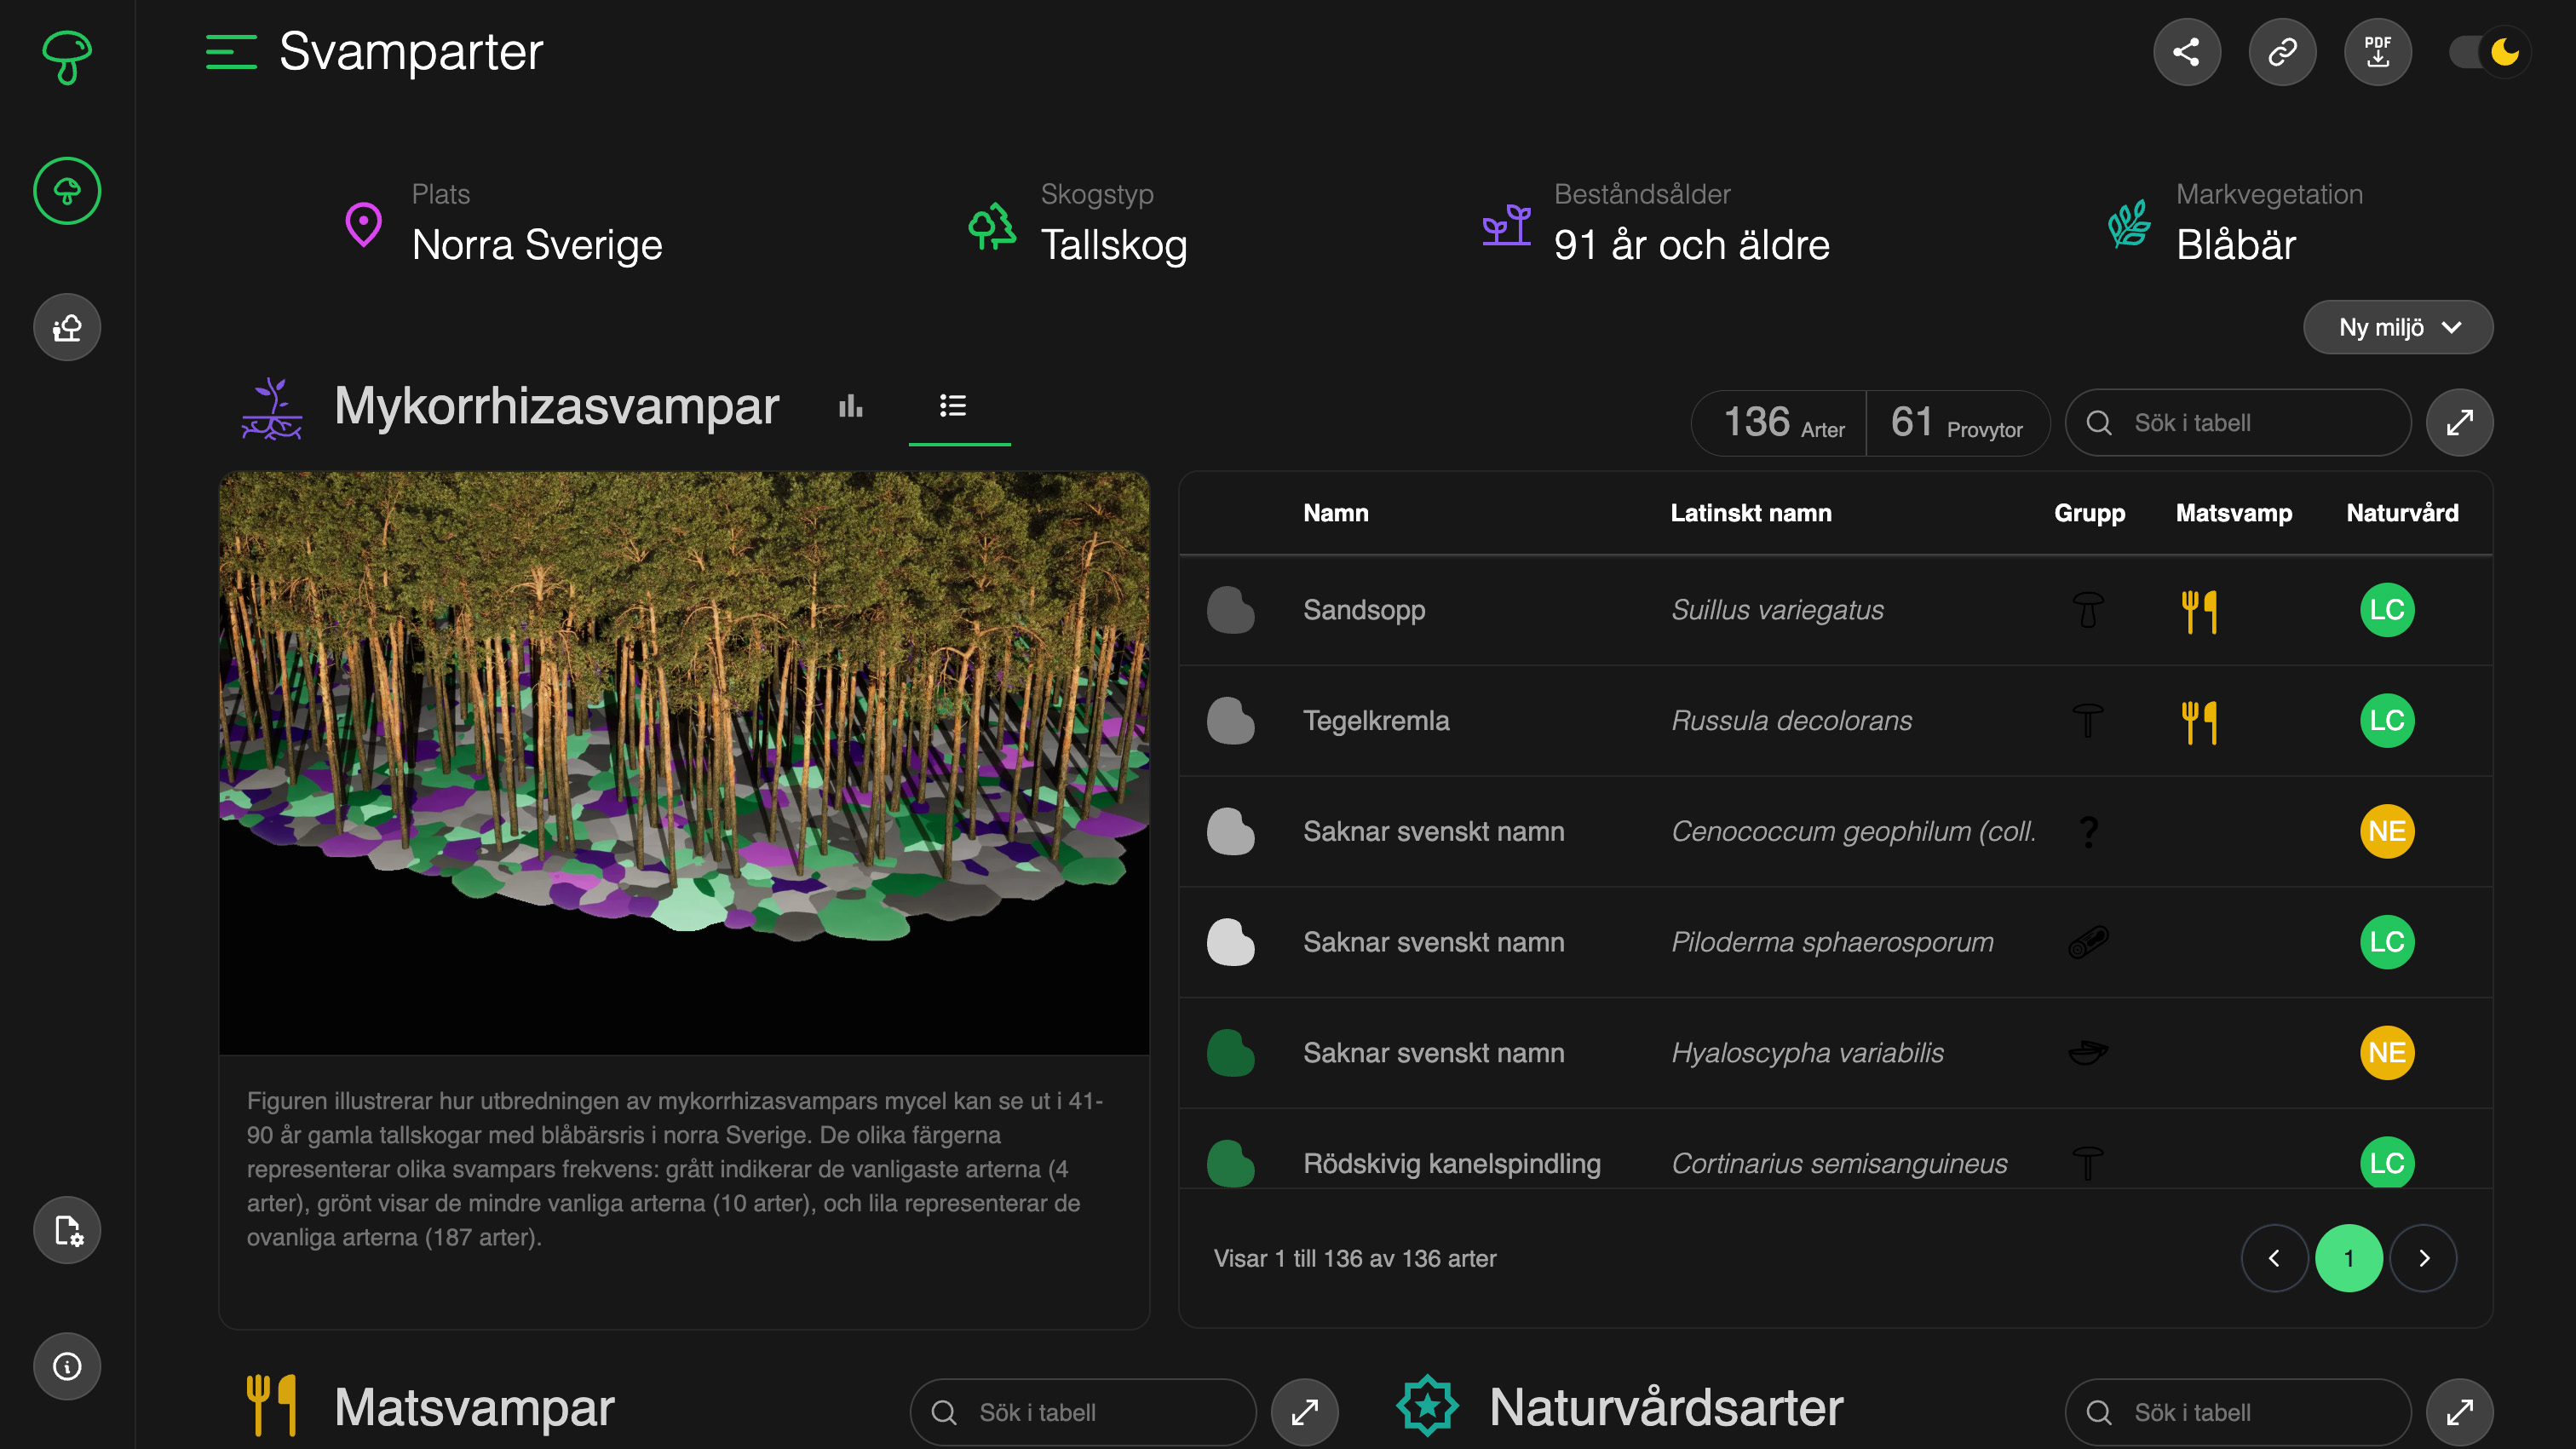 Svamparter
PDF
Plats
Norra Sverige
Skogstyp
Tallskog
Beståndsålder
91 år och äldre
Markvegetation
Blåbär
Ny miljö
Mykorrhizasvampar
136 Arter
61 Provytor
Sök i tabell
Namn Latinskt namn Grupp Matsvamp Naturvård
Sandsopp Suillus variegatus LC
Tegelkremla Russula decolorans LC
Saknar svenskt namn Cenococcum geophilum (coll. ? NE
Saknar svenskt namn Piloderma sphaerosporum LC
Saknar svenskt namn Hyaloscypha variabilis NE
Rödskivig kanelspindling Cortinarius semisanguineus LC
Visar 1 till 136 av 136 arter
1
Figuren illustrerar hur utbredningen av mykorrhizasvampars mycel kan se ut i 41-
90 år gamla tallskogar med blåbärsris i norra Sverige. De olika färgerna
representerar olika svampars frekvens: grått indikerar de vanligaste arterna (4
arter), grönt visar de mindre vanliga arterna (10 arter), och lila representerar de
ovanliga arterna (187 arter).
Matsvampar
Sök i tabell
Naturvårdsarter
Sök i tabell